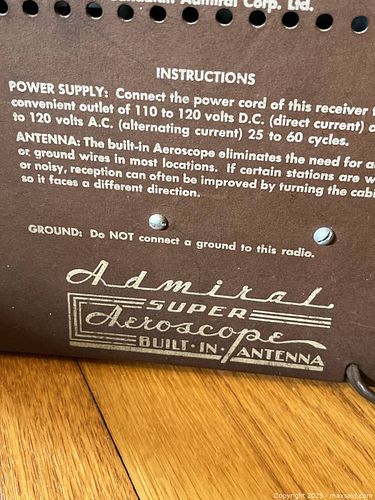 Canadian Admiral Corp. Ltd.
INSTRUCTIONS
POWER SUPPLY: Connect the power cord of this receiver
convenient outlet of 110 to 120 volts D.C. (direct current)
to 120 volts A.C. (alternating current) 25 to 60 cycles.
ANTENNA: The built-in Aeroscope eliminates the need for
or ground wires in most locations. If certain stations are
or noisy, reception can often be improved by turning the
so it faces a different direction.
GROUND: Do NOT connect a ground to this radio.
Admiral
SUPER
Aeroscope
BUILT·IN·ANTENNA
Copyright 2025 - maxsold.com